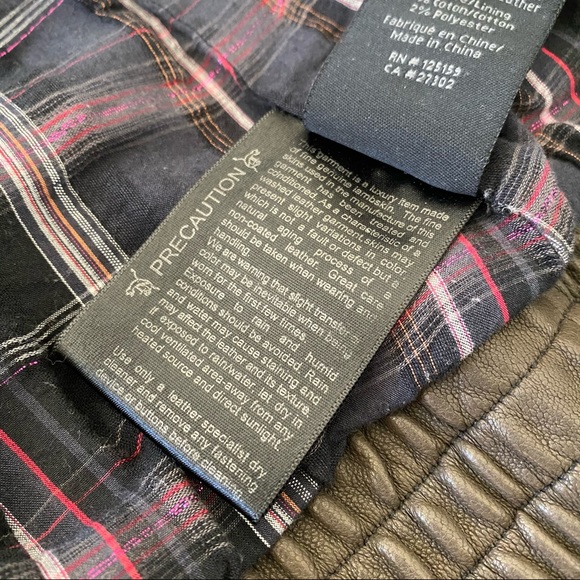 Leather
/Lining
% Coton/Cotton
2% Polyester
Fabriqué en Chine/
Made in China
RN # 125159
CA # 27302
PRECAUTION
This garment is a luxury item made
of fine genuine lambskin. The fine
skins used in the manufacture of this
garment has been treated and
conditioned. As a characteristic of
washed leather garments, skins may
present slight variations in color
which is not a fault or defect but a
natural aging process of a
non-coated leather. Great care
should be taken when wearing and
handling.
We are warning that slight transfer of
color may be inevitable when being
worn for the first few times.
Exposure to rain and humid
conditions should be avoided. Rain
and water may cause staining and
may affect the leather and its texture.
If exposed to rain/water, let dry in
cool ventilated area-away from any
heated source and direct sunlight.
Use only a leather specialist dry
cleaner and remove any fastening
device or buttons before cleaning.